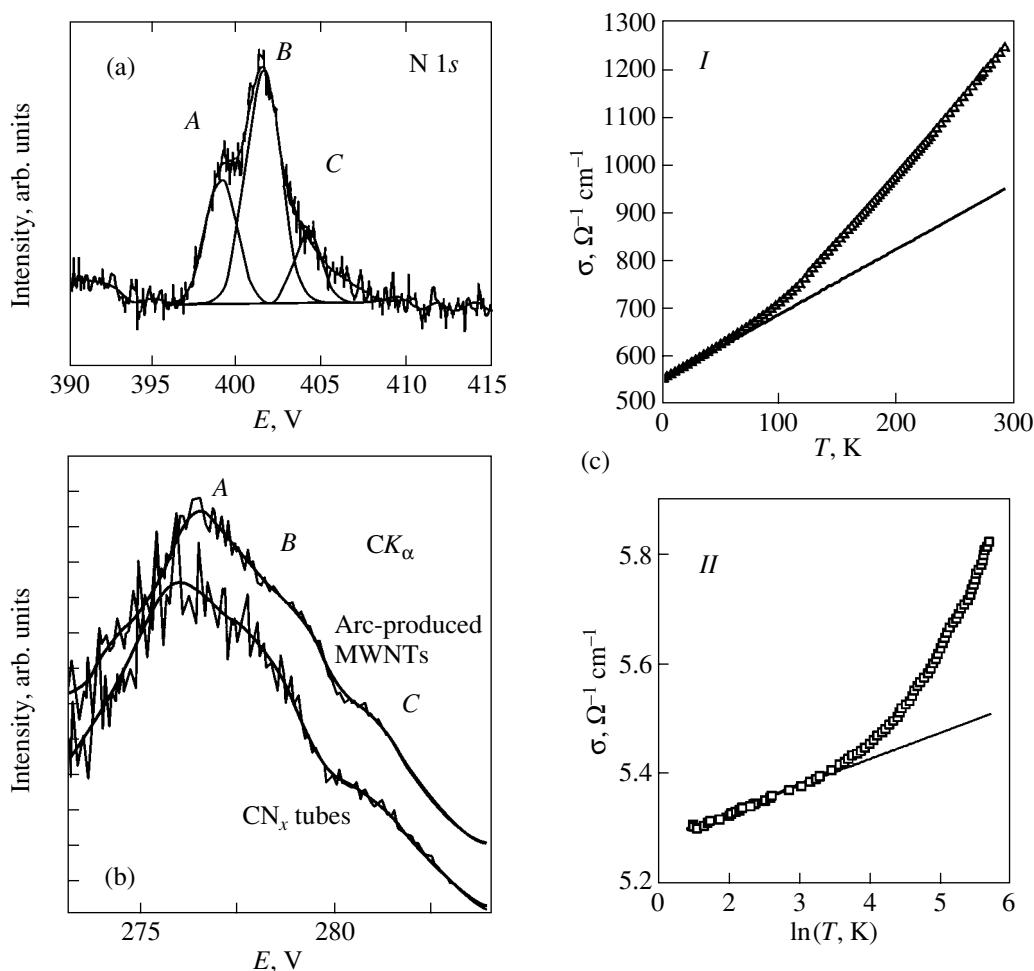 (a)
N 1s
A
B
C
Intensity, arb. units
390 395 400 405 410 415
E, V
(b)
A
B
C
CKα
Arc-produced
MWNTs
CNx tubes
Intensity, arb. units
275 280
E, V
(c)
I
σ, Ω−1 cm−1
1300
1200
1100
1000
900
800
700
600
500
0 100 200 300
T, K
II
σ, Ω−1 cm−1
5.8
5.6
5.4
5.2
0 1 2 3 4 5 6
ln(T, K)